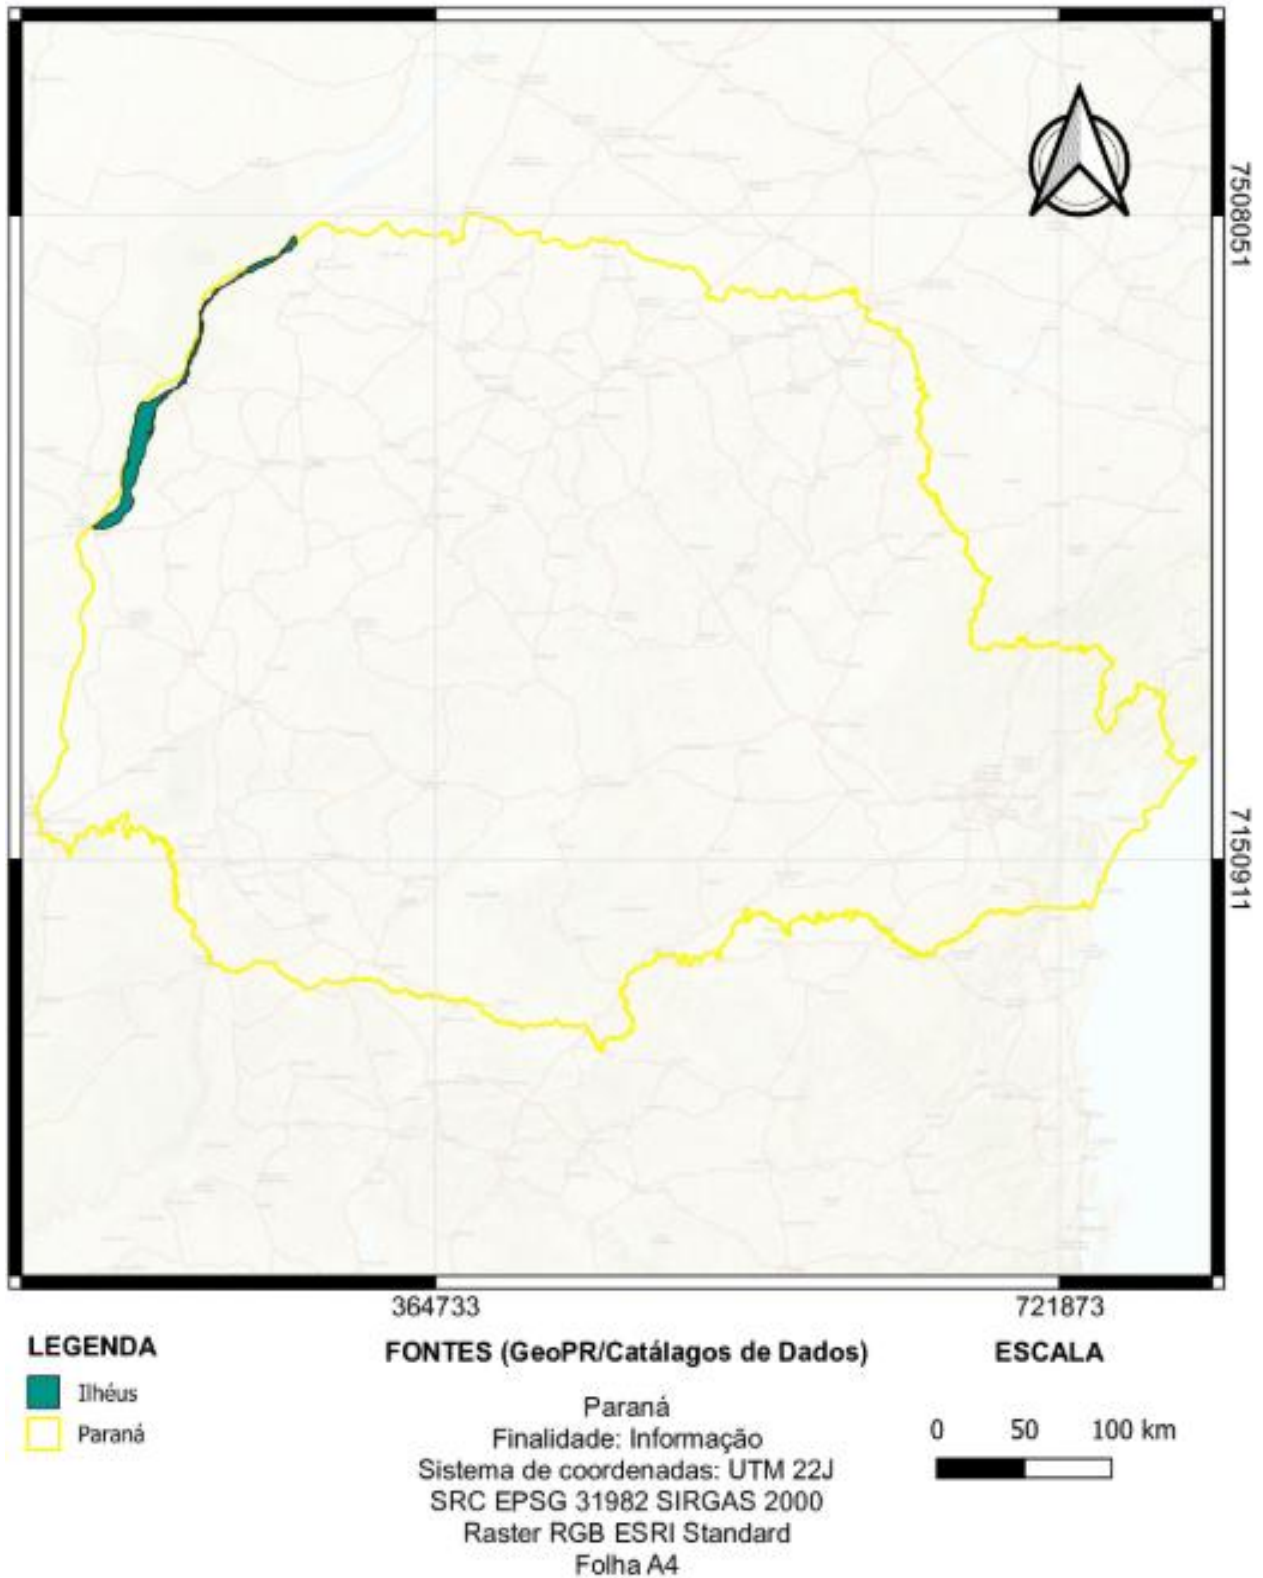 7508051
7150911
364733
721873
LEGENDA
Ilhéus
Paraná
FONTES (GeoPR/Catálagos de Dados)
Paraná
Finalidade: Informação
Sistema de coordenadas: UTM 22J
SRC EPSG 31982 SIRGAS 2000
Raster RGB ESRI Standard
Folha A4
ESCALA
0 50 100 km